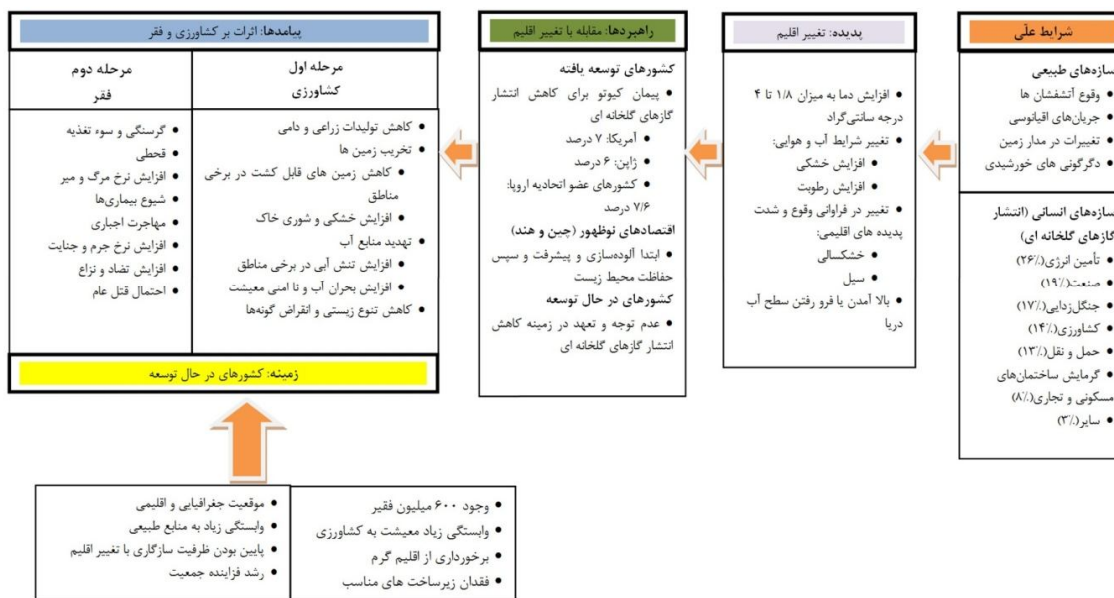 شرایط علّی
سازه‌های طبیعی
• وقوع آتشفشان ها
• جریان‌های اقیانوسی
• تغییرات در مدار زمین
• دگرگونی های خورشیدی
سازه‌های انسانی (انتشار
گازهای گلخانه ای)
• تأمین انرژی(۲۶٪)
• صنعت(۱۹٪)
• جنگل‌زدایی(۱۷٪)
• کشاورزی(۱۴٪)
• حمل و نقل(۱۳٪)
• گرمایش ساختمان‌های
مسکونی و تجاری(۸٪)
• سایر(۳٪)
پدیده: تغییر اقلیم
• افزایش دما به میزان ۱/۸ تا ۴
درجه سانتی‌گراد
• تغییر شرایط آب و هوایی:
• افزایش خشکی
• افزایش رطوبت
• تغییر در فراوانی وقوع و شدت
پدیده های اقلیمی:
• خشکسالی
• سیل
• بالا آمدن یا فرو رفتن سطح آب
دریا
راهبردها: مقابله با تغییر اقلیم
کشورهای توسعه یافته
• پیمان کیوتو برای کاهش انتشار
گازهای گلخانه ای
• آمریکا: ۷ درصد
• ژاپن: ۶ درصد
• کشورهای عضو اتحادیه اروپا:
۷/۶ درصد
اقتصادهای نوظهور (چین و هند)
• ابتدا آلوده‌سازی و پیشرفت و سپس
حفاظت محیط زیست
کشورهای در حال توسعه
• عدم توجه و تعهد در زمینه کاهش
انتشار گازهای گلخانه ای
پیامدها: اثرات بر کشاورزی و فقر
مرحله اول
کشاورزی
• کاهش تولیدات زراعی و دامی
• تخریب زمین ها
• کاهش زمین های قابل کشت در برخی
مناطق
• افزایش خشکی و شوری خاک
• تهدید منابع آب
• افزایش تنش آبی در برخی مناطق
• افزایش بحران آب و نا امنی معیشت
• کاهش تنوع زیستی و انقراض گونه‌ها
مرحله دوم
فقر
• گرسنگی و سوء تغذیه
• قحطی
• افزایش نرخ مرگ و میر
• شیوع بیماری‌ها
• مهاجرت اجباری
• افزایش نرخ جرم و جنایت
• افزایش تضاد و نزاع
• احتمال قتل عام
زمینه: کشورهای در حال توسعه
• وجود ۶۰۰ میلیون فقیر
• وابستگی زیاد معیشت به کشاورزی
• برخورداری از اقلیم گرم
• فقدان زیرساخت های مناسب
• موقعیت جغرافیایی و اقلیمی
• وابستگی زیاد به منابع طبیعی
• پایین بودن ظرفیت سازگاری با تغییر اقلیم
• رشد فزاینده جمعیت